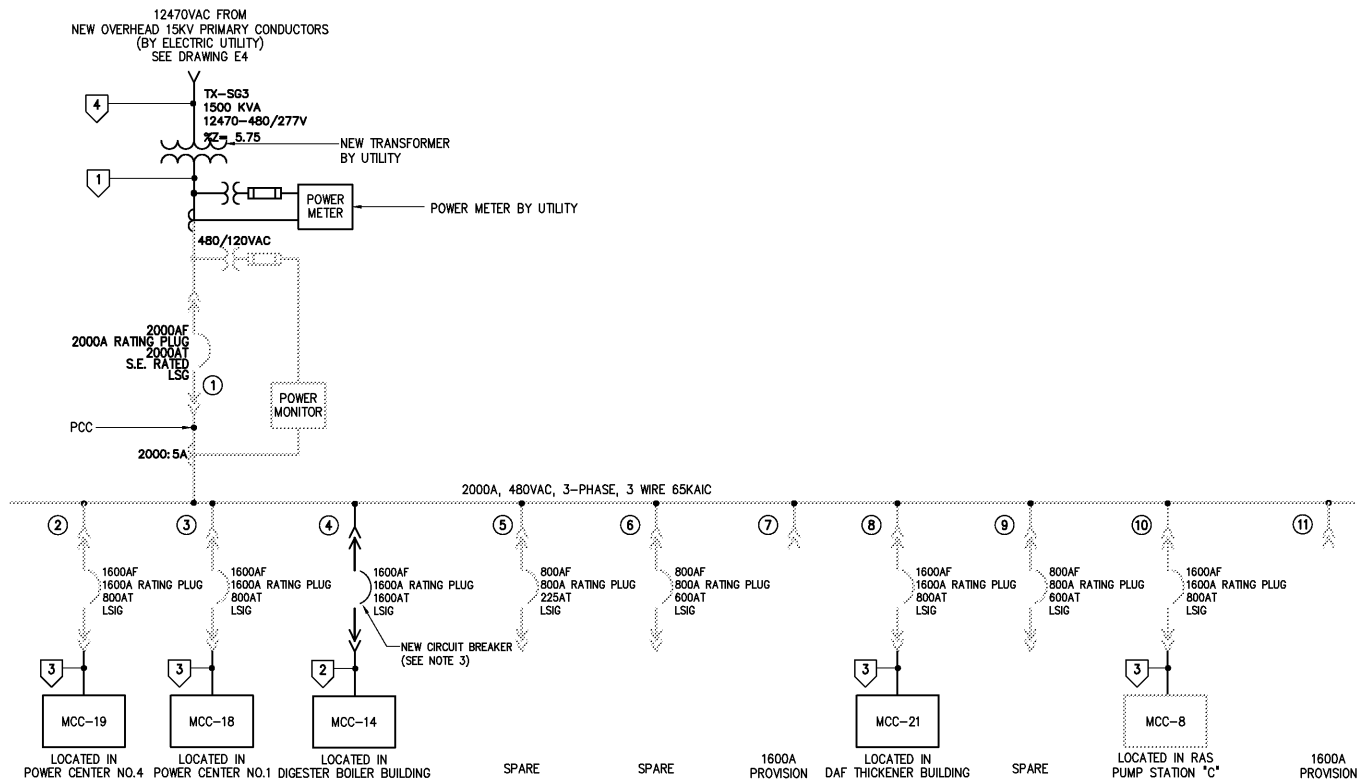 12470VAC FROM
NEW OVERHEAD 15KV PRIMARY CONDUCTORS
(BY ELECTRIC UTILITY)
SEE DRAWING E4
4
TX-SG3
1500 KVA
12470-480/277V
%Z= 5.75
NEW TRANSFORMER
BY UTILITY
1
POWER
METER
POWER METER BY UTILITY
480/120VAC
2000AF
2000A RATING PLUG
2000AT
S.E. RATED
LSG
1
POWER
MONITOR
PCC
2000:5A
2000A, 480VAC, 3-PHASE, 3 WIRE 65KAIC
2
3
4
5
6
7
8
9
10
11
1600AF
1600A RATING PLUG
800AT
LSIG
1600AF
1600A RATING PLUG
800AT
LSIG
1600AF
1600A RATING PLUG
1600AT
LSIG
800AF
800A RATING PLUG
225AT
LSIG
800AF
800A RATING PLUG
600AT
LSIG
1600AF
1600A RATING PLUG
800AT
LSIG
800AF
800A RATING PLUG
600AT
LSIG
1600AF
1600A RATING PLUG
800AT
LSIG
NEW CIRCUIT BREAKER
(SEE NOTE 3)
3
3
2
3
3
MCC-19
MCC-18
MCC-14
MCC-21
MCC-8
LOCATED IN
POWER CENTER NO.4
LOCATED IN
POWER CENTER NO.1
LOCATED IN
DIGESTER BOILER BUILDING
SPARE
SPARE
1600A
PROVISION
LOCATED IN
DAF THICKENER BUILDING
SPARE
LOCATED IN RAS
PUMP STATION "C"
1600A
PROVISION